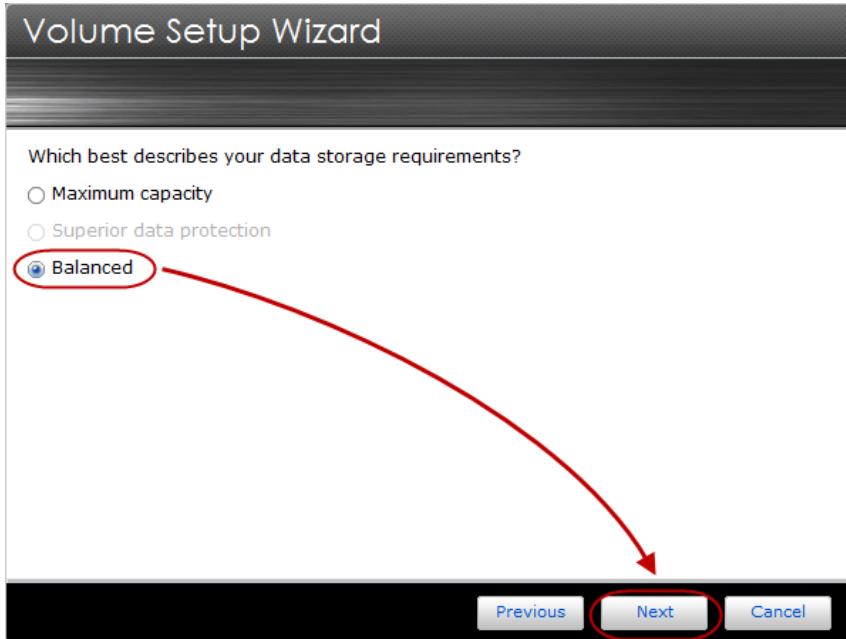 Volume Setup Wizard
Which best describes your data storage requirements?
Maximum capacity
Superior data protection
Balanced
Previous Next Cancel